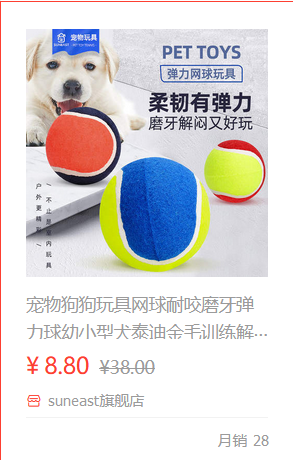 宠物玩具
suneast
PET TOYS
弹力网球玩具
柔韧有弹力
磨牙解闷又好玩
户外更精彩
不止是室内玩具
宠物狗狗玩具网球耐咬磨牙弹
力球幼小型犬泰迪金毛训练解...
¥ 8.80 ¥38.00
suneast旗舰店
月销 28